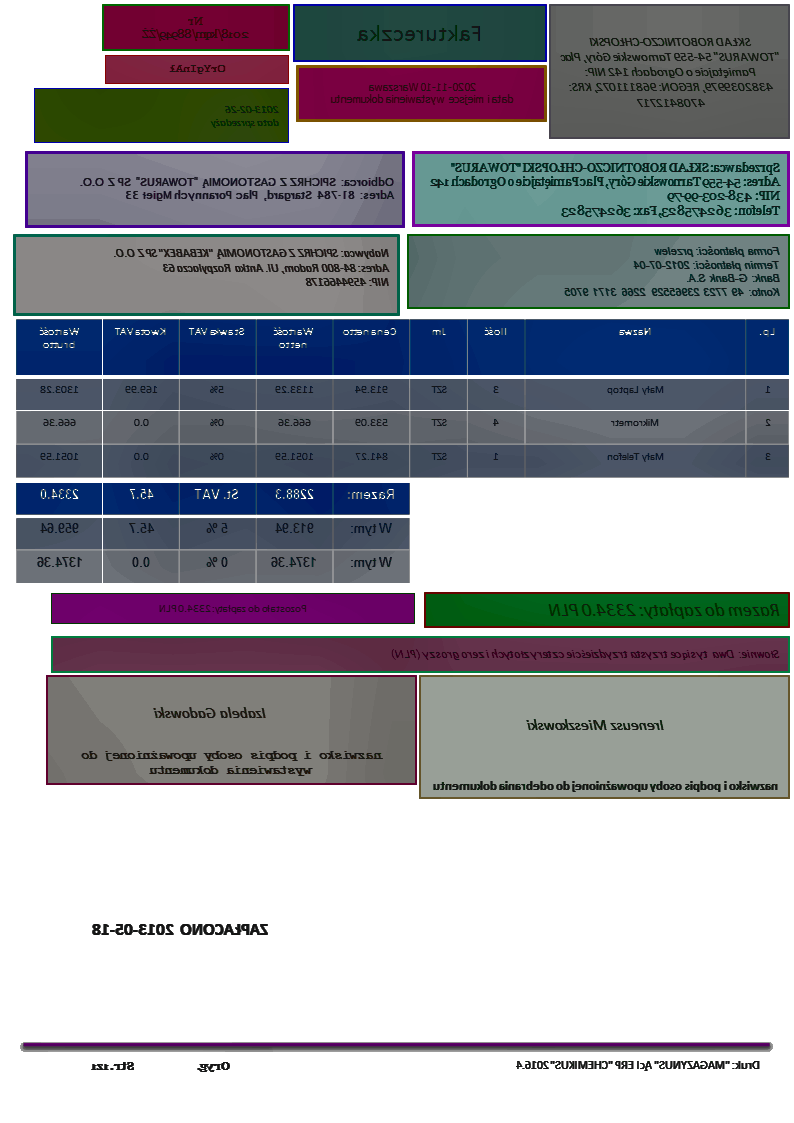 SKŁAD ROBOTNICZO-CHŁOPSKI
"TOWARUS" 54-559 Tarnowskie Góry, Plac
Pamiętajcie o Ogrodach 142 NIP:
4382039979, REGON: 968111072, KRS:
4708412717
Faktureczka
2020-11-10 Warszawa
data i miejsce wystawienia dokumentu
Nr
OrYgInAł
2013-02-26
data sprzedaży
Sprzedawca: SKŁAD ROBOTNICZO-CHŁOPSKI "TOWARUS"
Adres: 54-559 Tarnowskie Góry, Plac Pamiętajcie o Ogrodach 142
NIP: 438-203-99-79
Telefon: 362475823, Fax: 362475823
Odbiorca: SPICHRZ Z GASTONOMIĄ "TOWARUS" SP Z O.O.
Adres: 81-784 Stargard, Plac Porannych Mgieł 33
Forma płatności: przelew
Termin płatności: 2012-07-04
Bank: G-Bank S.A.
Konto: 49 7723 23965529 2266 3171 9705
Nabywca: SPICHRZ Z GASTONOMIĄ "KEBABEX" SP Z O.O.
Adres: 84-800 Radom, Ul. Antka Rozpylacza 63
NIP: 4594466178
Lp. Nazwa Ilość Jm Cena netto Wartość netto Stawka VAT Kwota VAT Wartość brutto
1 Mały Laptop 3 SZT 913.94 1133.29 5% 169.99 1303.28
2 Mikrometr 4 SZT 533.09 666.36 0% 0.0 666.36
3 Mały Telefon 1 SZT 841.27 1051.59 0% 0.0 1051.59
Razem: 2288.3 St. VAT 45.7 2334.0
W tym: 913.94 5 % 45.7 959.64
W tym: 1374.36 0 % 0.0 1374.36
Razem do zapłaty: 2334.0 PLN
Pozostało do zapłaty: 2334.0 PLN
Słownie: Dwa tysiące trzysta trzydzieście cztery złotych i zero groszy (PLN)
Ireneusz Mieszkowski
nazwisko i podpis osoby upoważnionej do odebrania dokumentu
Izabela Gadowski
nazwisko i podpis osoby upoważnionej do
wystawienia dokumentu
ZAPŁACONO 2013-05-18
Druk: "MAGAZYNUS" Ącl ERP "CHEMIKUS" 2016.4
Oryg.
Str.:1z1